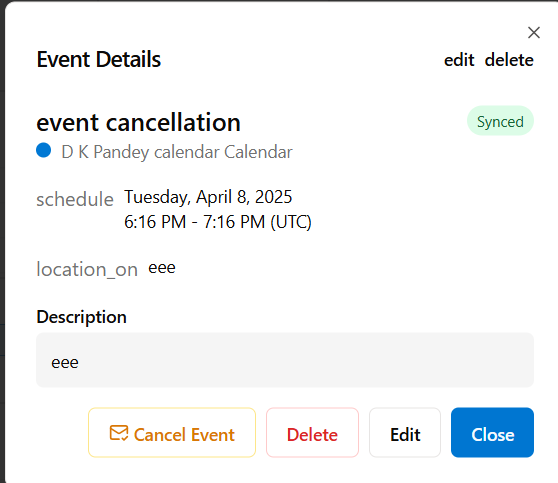 Event Details
edit delete
event cancellation
Synced
D K Pandey calendar Calendar
schedule Tuesday, April 8, 2025
6:16 PM - 7:16 PM (UTC)
location_on eee
Description
eee
Cancel Event Delete Edit Close